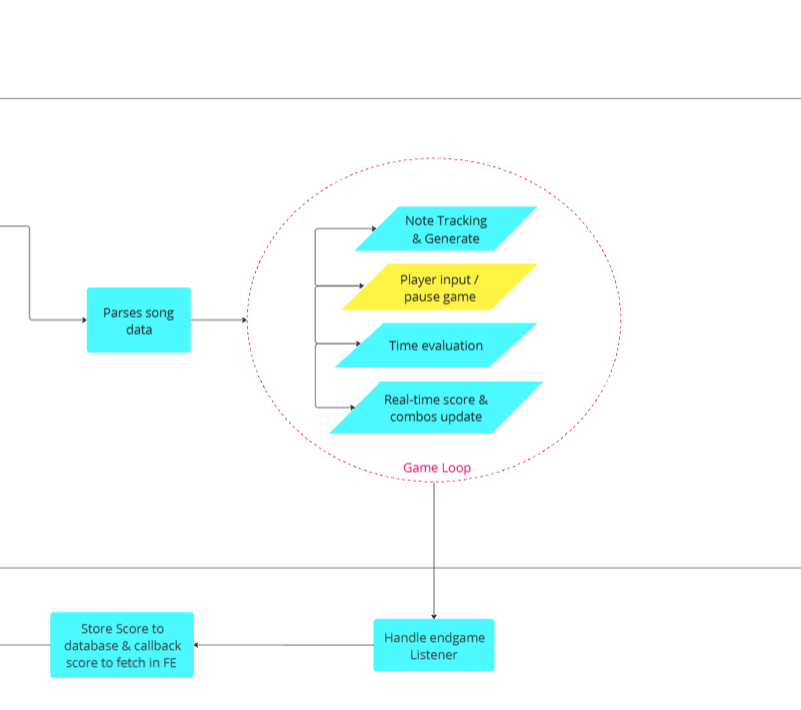 Note Tracking
& Generate
Player input /
pause game
Parses song
data
Time evaluation
Real-time score &
combos update
Game Loop
Store Score to
database & callback
score to fetch in FE
Handle endgame
Listener